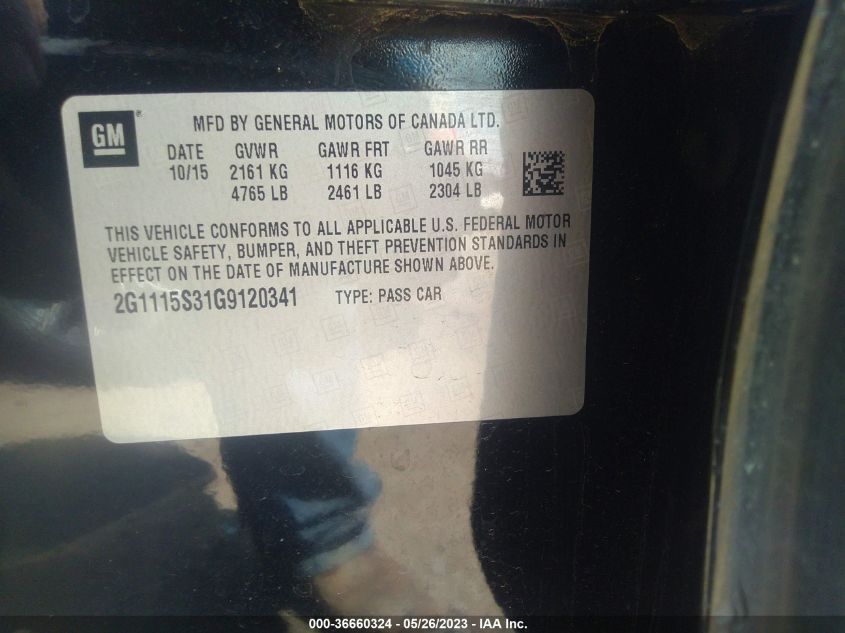 GM
MFD BY GENERAL MOTORS OF CANADA LTD.
DATE GVWR GAWR FRT GAWR RR
10/15 2161 KG 1116 KG 1045 KG
4765 LB 2461 LB 2304 LB
THIS VEHICLE CONFORMS TO ALL APPLICABLE U.S. FEDERAL MOTOR
VEHICLE SAFETY, BUMPER, AND THEFT PREVENTION STANDARDS IN
EFFECT ON THE DATE OF MANUFACTURE SHOWN ABOVE.
2G1115S31G9120341 TYPE: PASS CAR
000-36660324 - 05/26/2023 - IAA Inc.